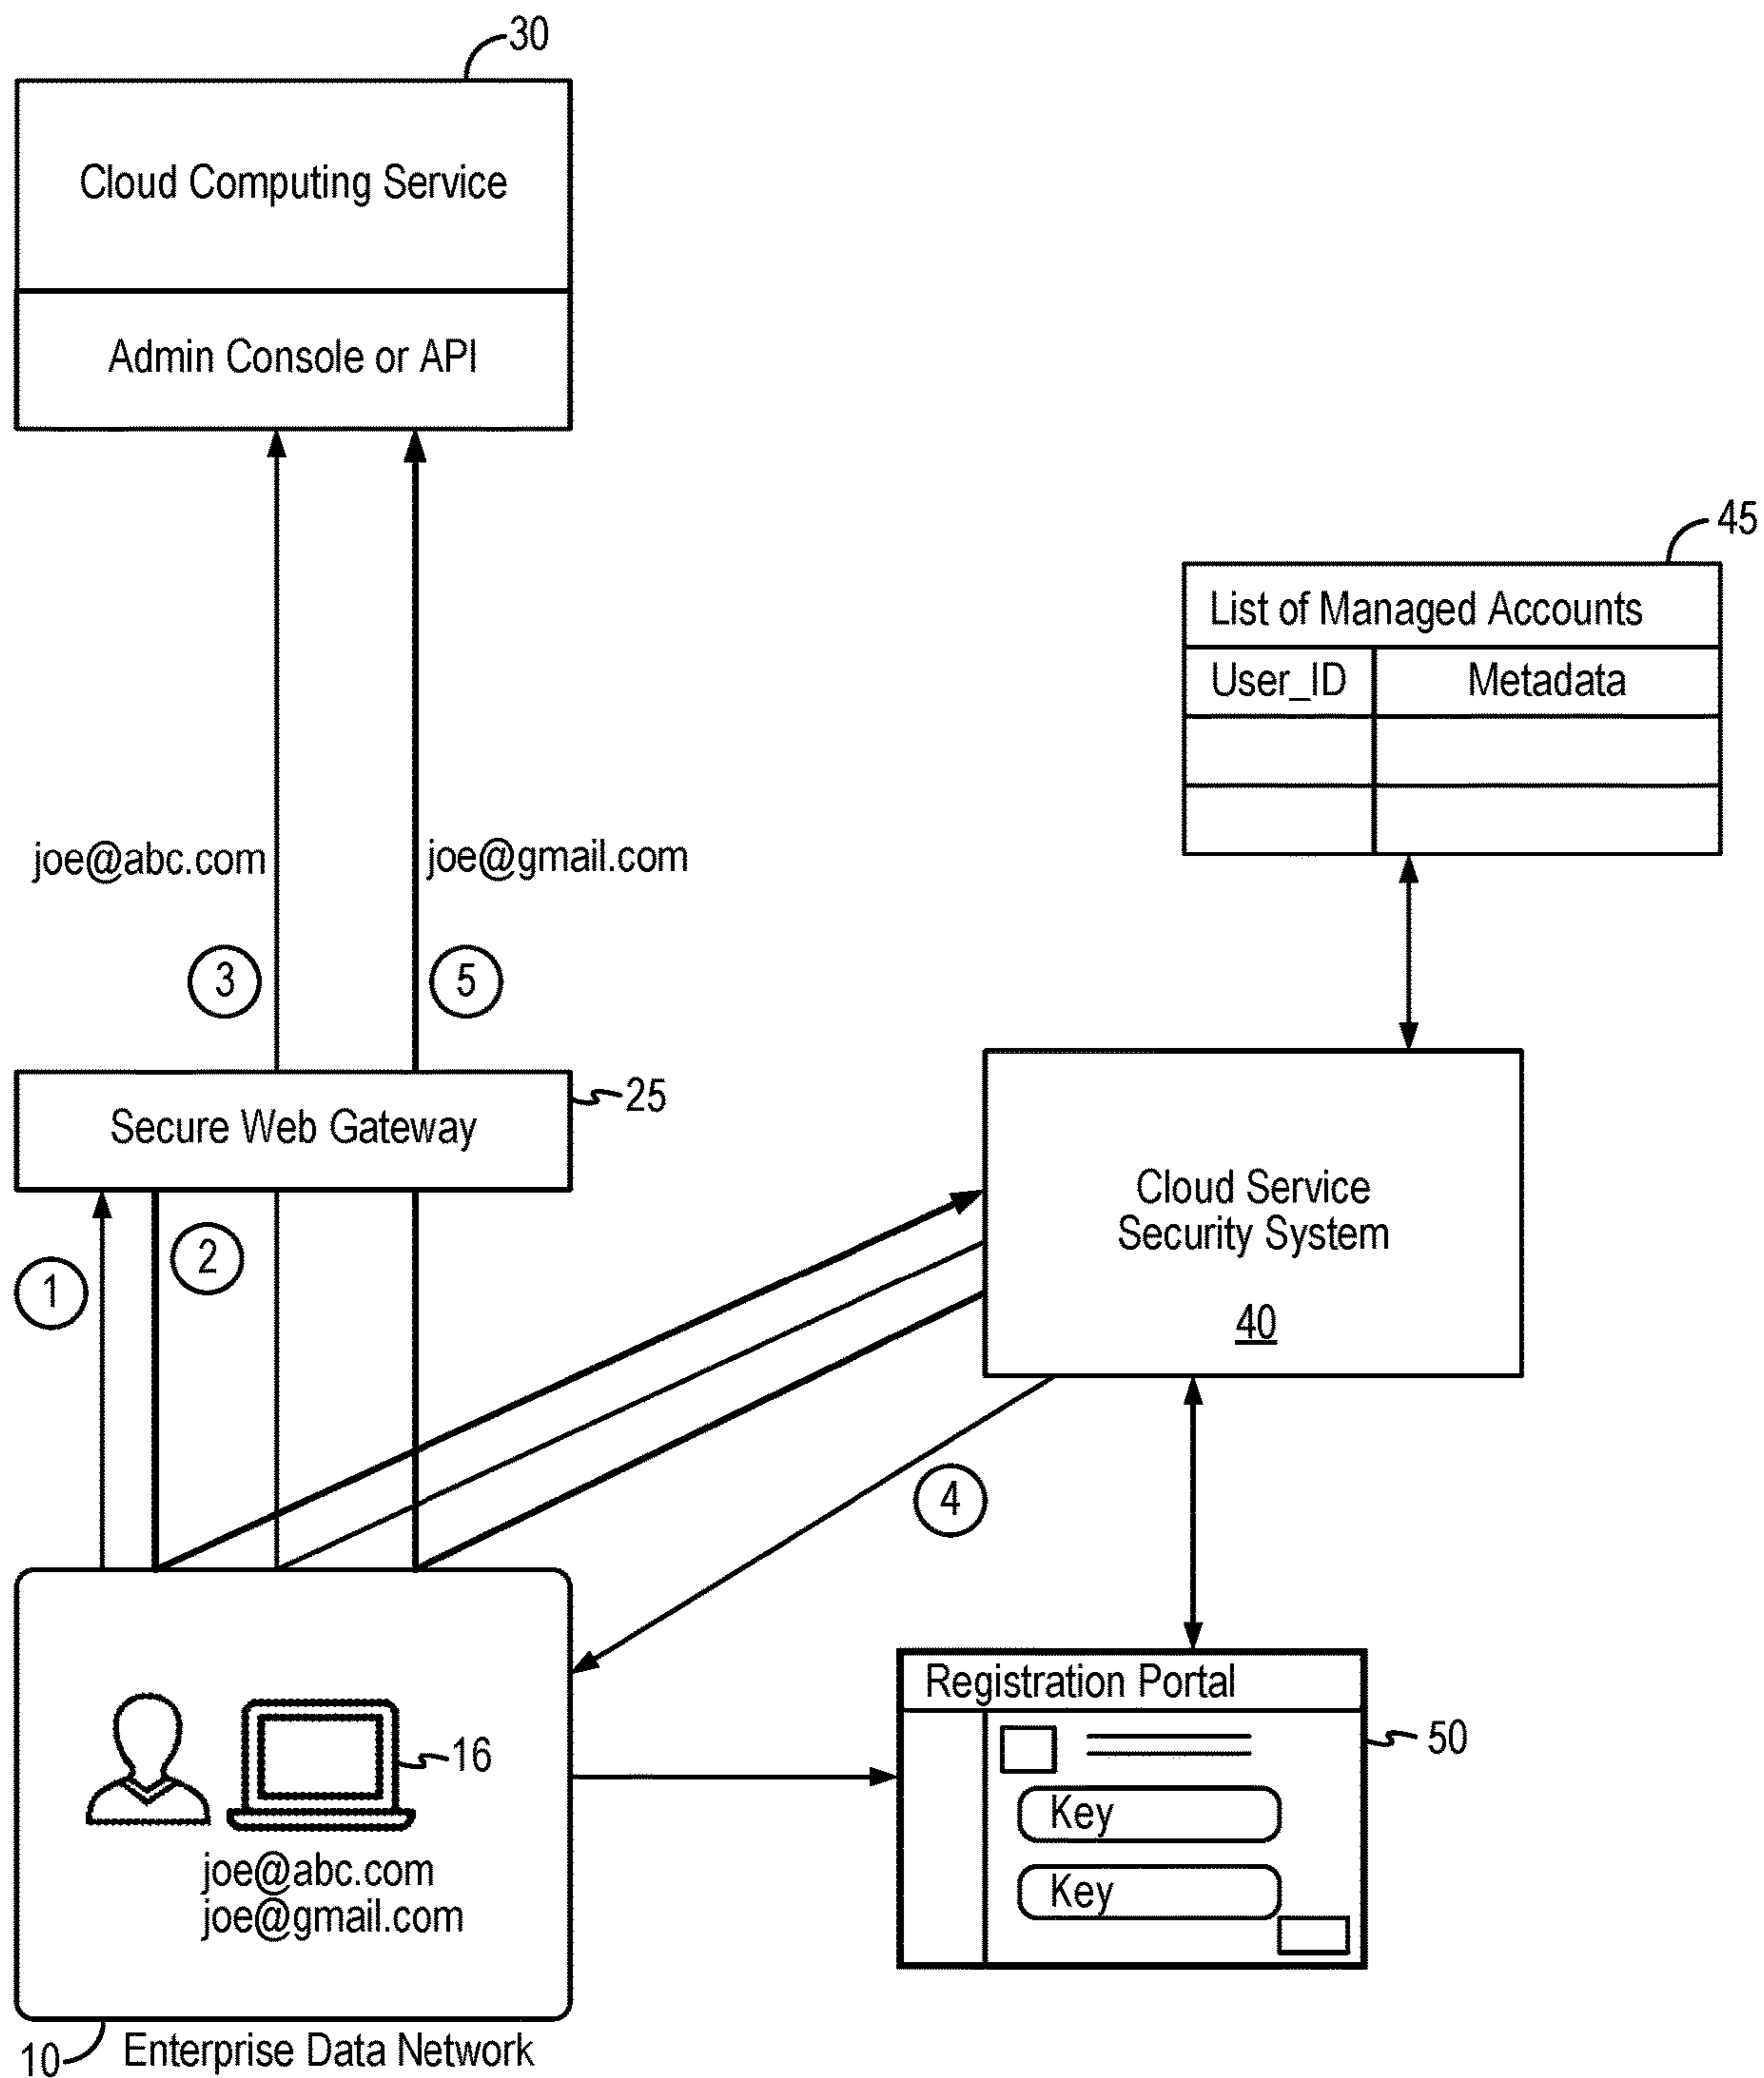 30
Cloud Computing Service
Admin Console or API
45
List of Managed Accounts
User_ID Metadata
joe@abc.com
joe@gmail.com
3
5
Secure Web Gateway
25
Cloud Service
Security System
40
1
2
4
Registration Portal
50
Key
Key
16
joe@abc.com
joe@gmail.com
10
Enterprise Data Network